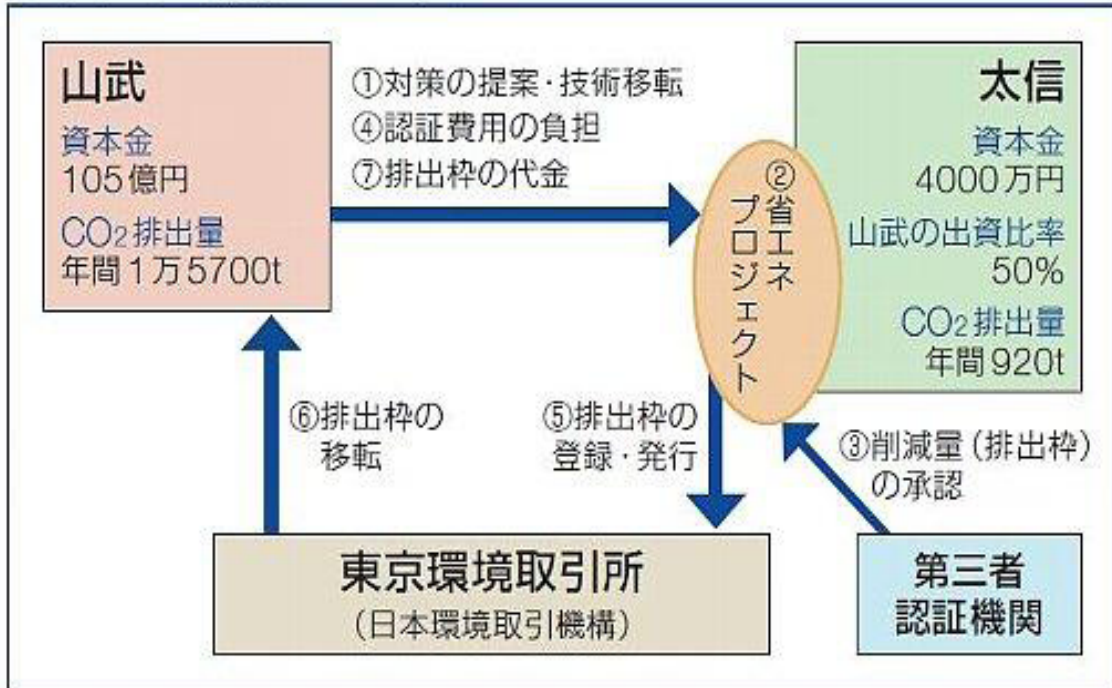 山武
資本金
105億円
CO2排出量
年間1万5700t
①対策の提案・技術移転
④認証費用の負担
⑦排出枠の代金
②省エネ
プロジェクト
太信
資本金
4000万円
山武の出資比率
50%
CO2排出量
年間920t
⑥排出枠の
移転
⑤排出枠の
登録・発行
③削減量(排出枠)
の承認
東京環境取引所
(日本環境取引機構)
第三者
認証機関